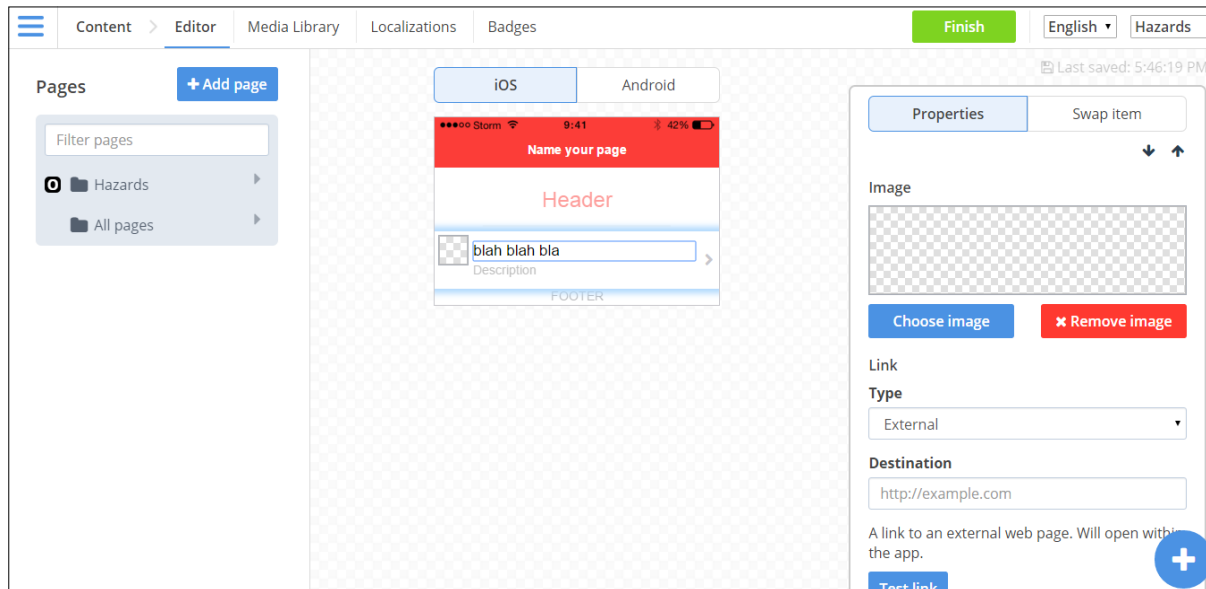 Content Editor Media Library Localizations Badges Finish English Hazards
Last saved: 5:46:19 PM
Pages
+ Add page
Filter pages
O Hazards
All pages
iOS Android
Storm 9:41 42%
Name your page
Header
blah blah bla
Description
FOOTER
Properties Swap item
Image
Choose image
Remove image
Link
Type
External
Destination
http://example.com
A link to an external web page. Will open within
the app.
Test link